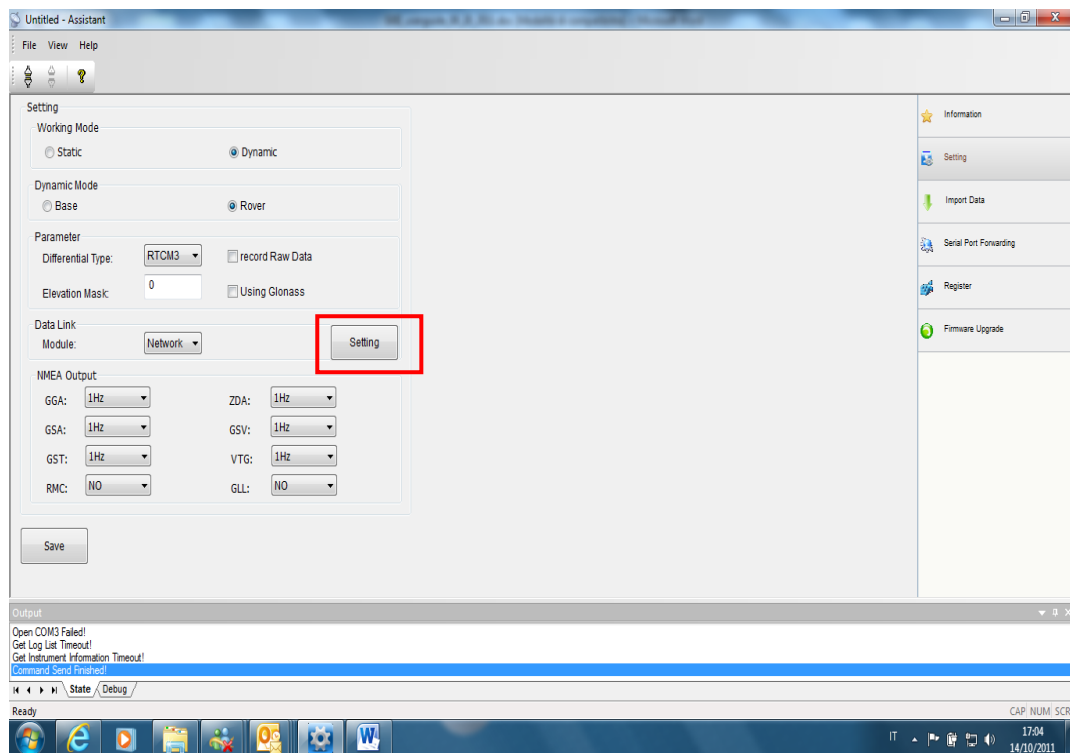 Untitled - Assistant
File View Help
Setting
Working Mode
Static Dynamic
Dynamic Mode
Base Rover
Parameter
Differential Type: RTCM3 record Raw Data
Elevation Mask: 0 Using Glonass
Data Link
Module: Network Setting
NMEA Output
GGA: 1Hz ZDA: 1Hz
GSA: 1Hz GSV: 1Hz
GST: 1Hz VTG: 1Hz
RMC: NO GLL: NO
Save
Information
Setting
Import Data
Serial Port Forwarding
Register
Firmware Upgrade
Output
Open COM3 Failed!
Get Log List Timeout!
Get Instrument Information Timeout!
Command Send Finished!
State Debug
Ready CAP NUM SCR
IT 17:04
14/10/2011